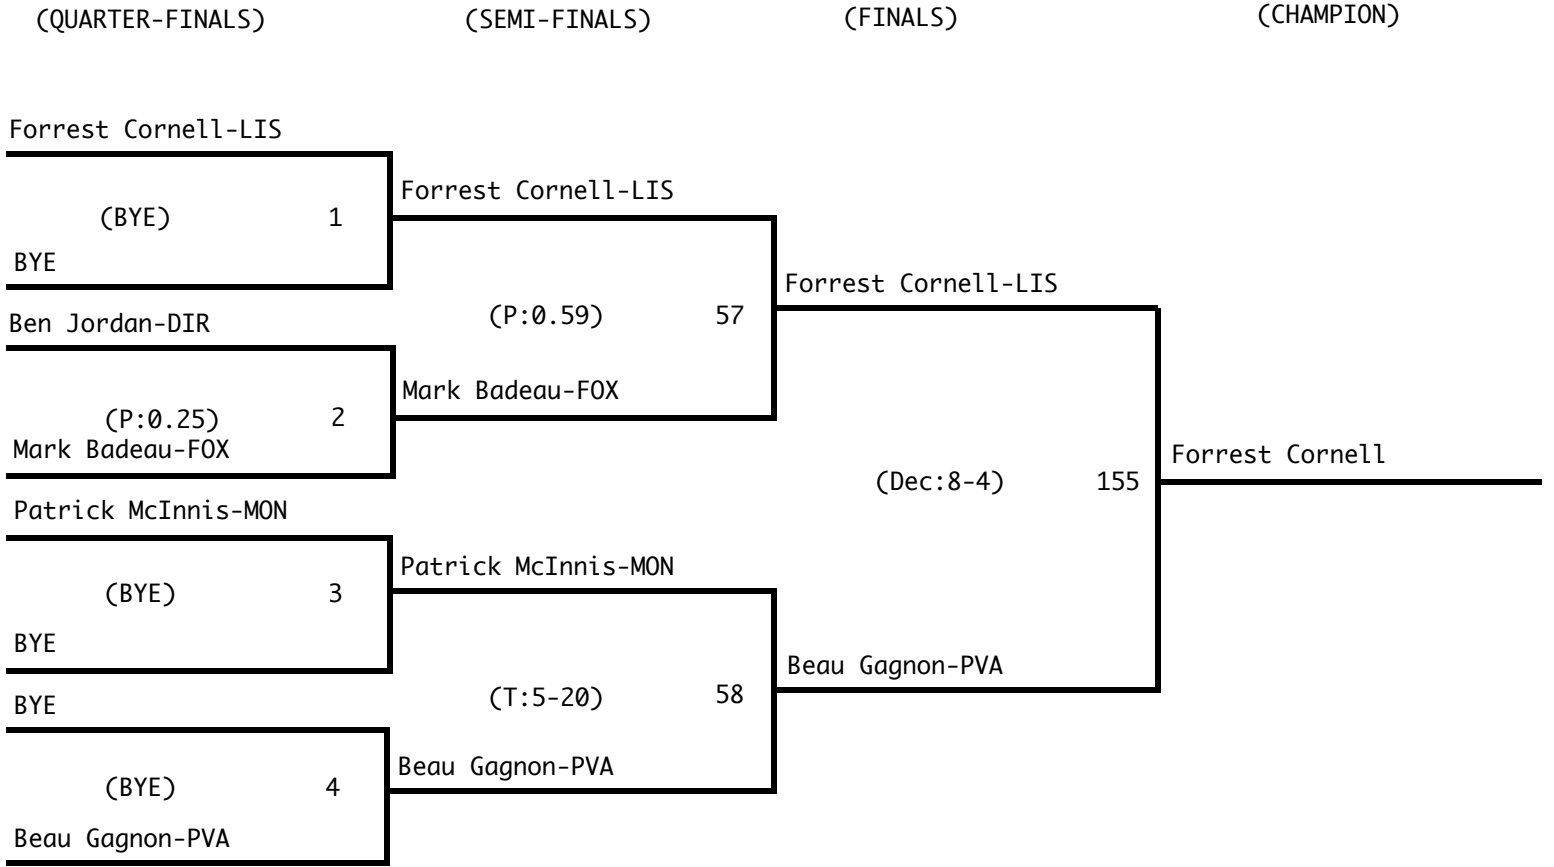 (QUARTER-FINALS) (SEMI-FINALS) (FINALS) (CHAMPION)
Forrest Cornell-LIS
(BYE) 1
BYE
Ben Jordan-DIR
(P:0.25) 2
Mark Badeau-FOX
Patrick McInnis-MON
(BYE) 3
BYE
BYE
(BYE) 4
Beau Gagnon-PVA
Forrest Cornell-LIS
(P:0.59) 57
Mark Badeau-FOX
Patrick McInnis-MON
(T:5-20) 58
Beau Gagnon-PVA
Forrest Cornell-LIS
(Dec:8-4) 155
Beau Gagnon-PVA
Forrest Cornell